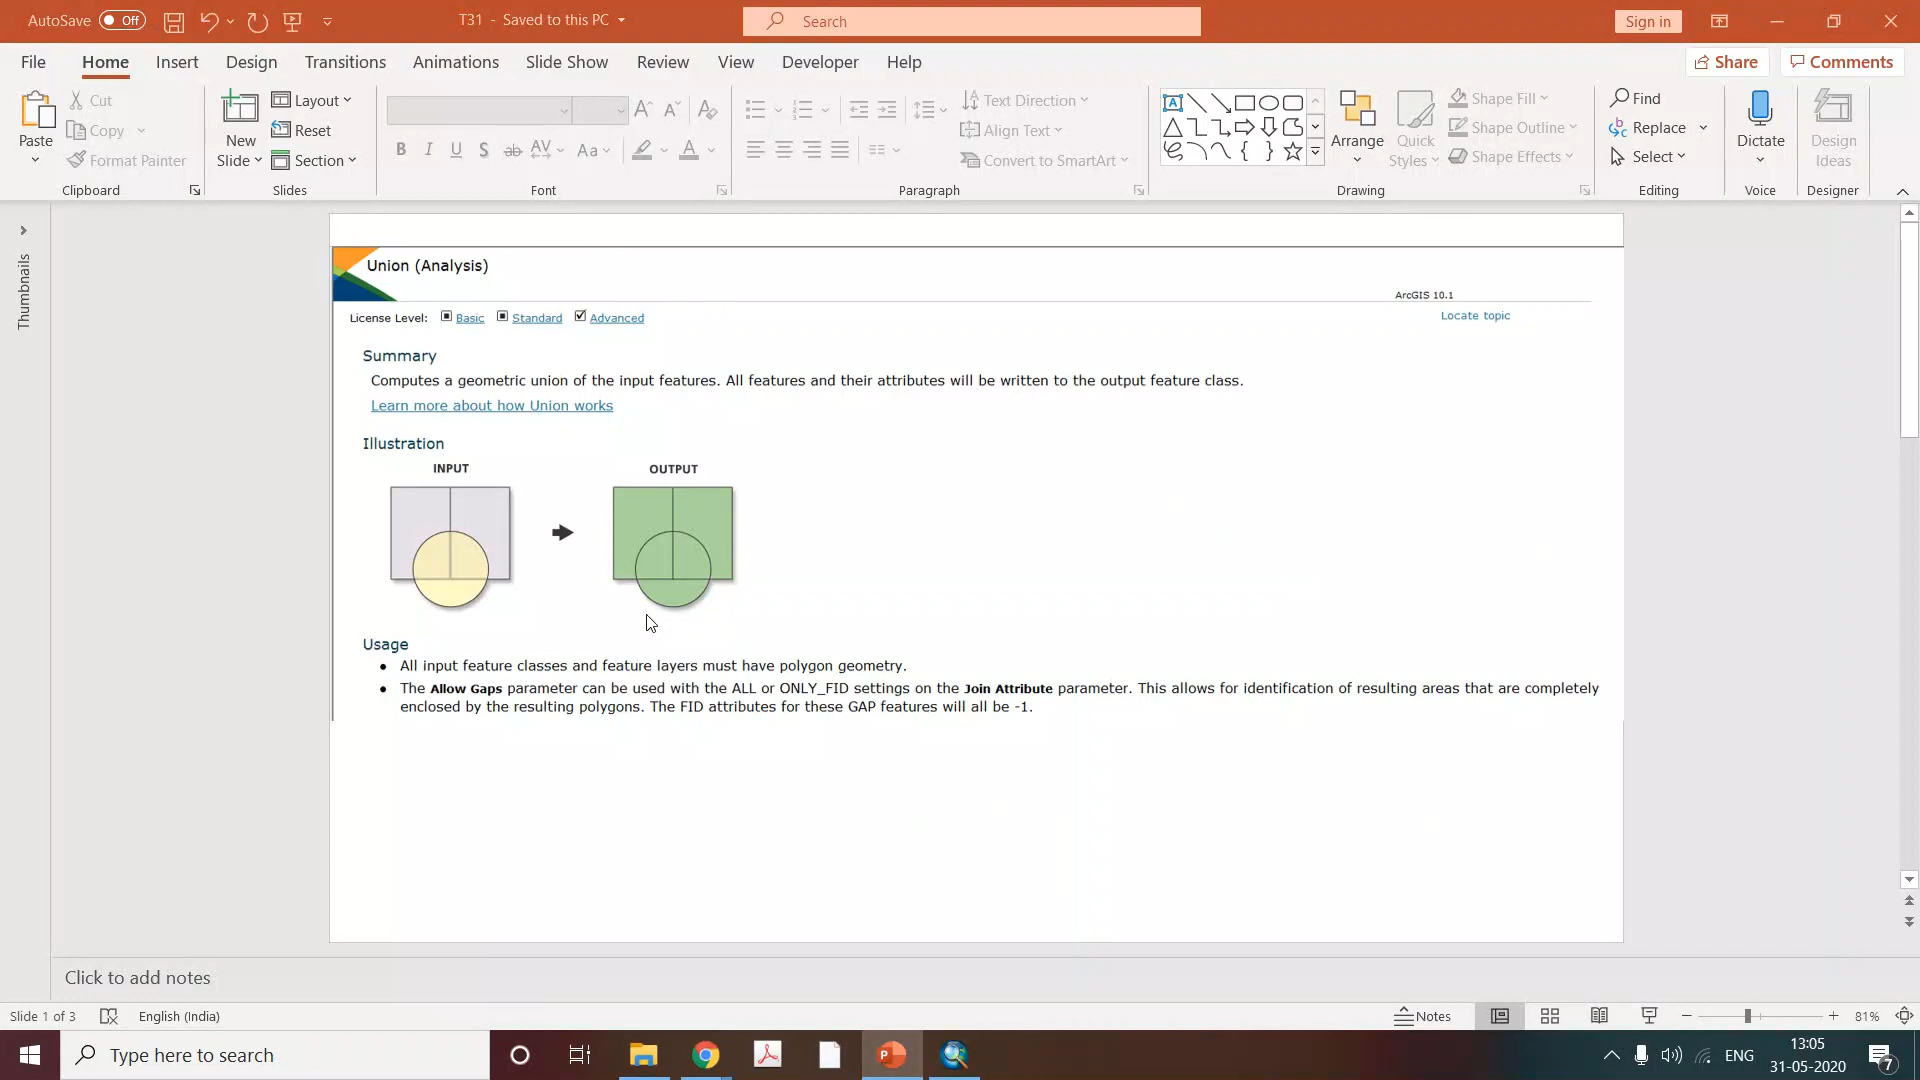 AutoSave Off T31 - Saved to this PC Search Sign in
File Home Insert Design Transitions Animations Slide Show Review View Developer Help Share Comments
Paste Cut Copy Format Painter Clipboard
New Slide Layout Reset Section Slides
B I U S ab AV Aa A Font
Text Direction Align Text Convert to SmartArt Paragraph
Arrange Quick Styles Shape Fill Shape Outline Shape Effects Drawing
Find Replace Select Editing
Dictate Voice
Design Ideas Designer
Thumbnails
Union (Analysis)
ArcGIS 10.1
License Level: Basic Standard Advanced Locate topic
Summary
Computes a geometric union of the input features. All features and their attributes will be written to the output feature class.
Learn more about how Union works
Illustration
INPUT OUTPUT
Usage
All input feature classes and feature layers must have polygon geometry.
The Allow Gaps parameter can be used with the ALL or ONLY_FID settings on the Join Attribute parameter. This allows for identification of resulting areas that are completely
enclosed by the resulting polygons. The FID attributes for these GAP features will all be -1.
Click to add notes
Slide 1 of 3 English (India) Notes 81%
Type here to search ENG 13:05
31-05-2020 7